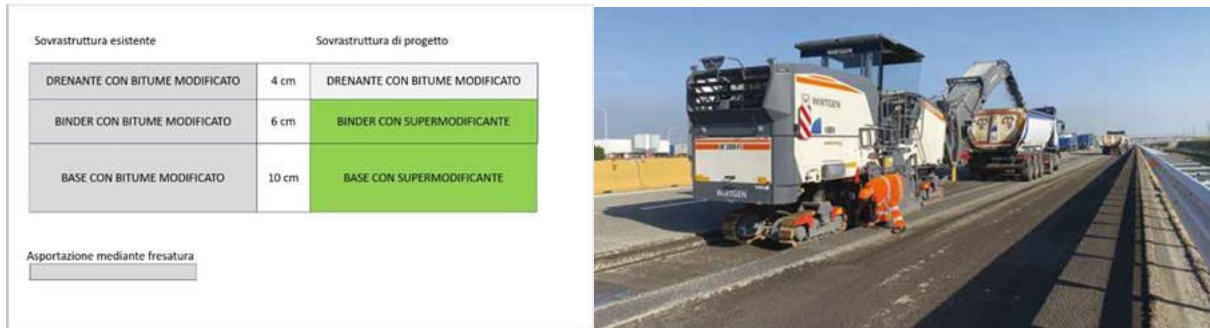 Sovrastruttura esistente
Sovrastruttura di progetto
DRENANTE CON BITUME MODIFICATO
4 cm
DRENANTE CON BITUME MODIFICATO
BINDER CON BITUME MODIFICATO
6 cm
BINDER CON SUPERMODIFICANTE
BASE CON BITUME MODIFICATO
10 cm
BASE CON SUPERMODIFICANTE
Asportazione mediante fresatura
WIRTGEN
WIRTGEN
WIRTGEN